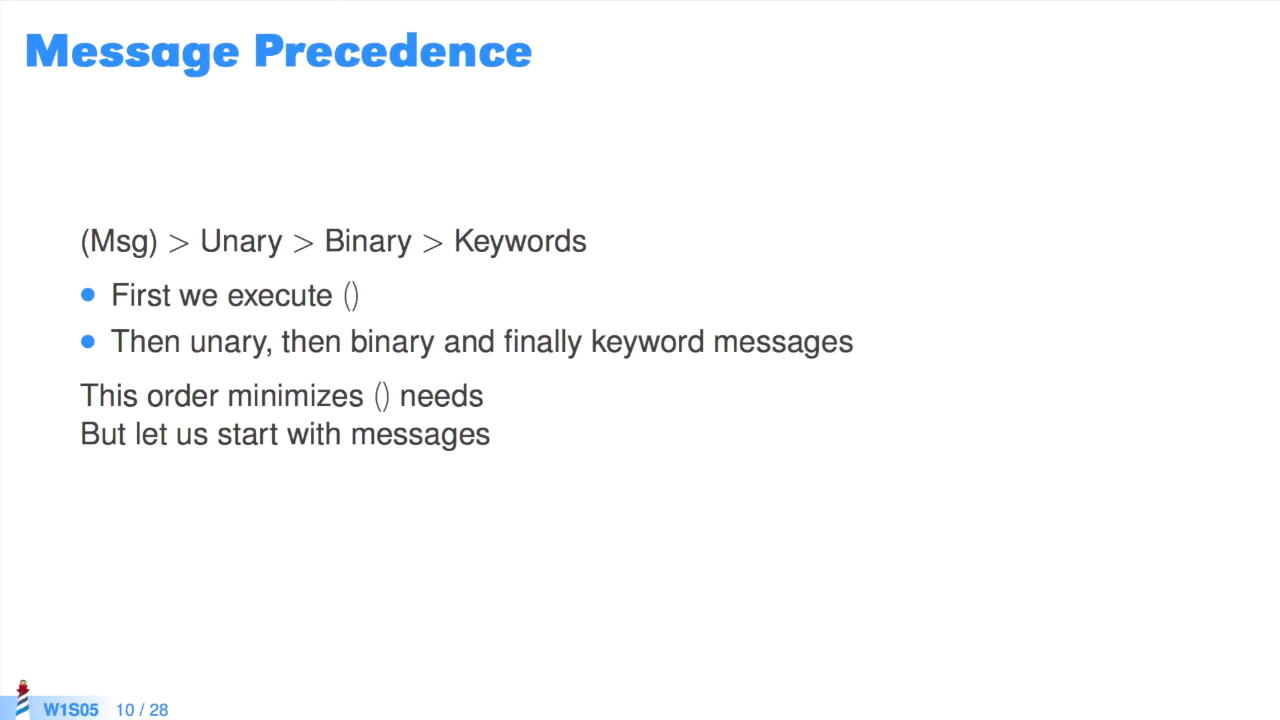 Message Precedence
(Msg) > Unary > Binary > Keywords
• First we execute ()
• Then unary, then binary and finally keyword messages
This order minimizes () needs
But let us start with messages
W1S05 10 / 28